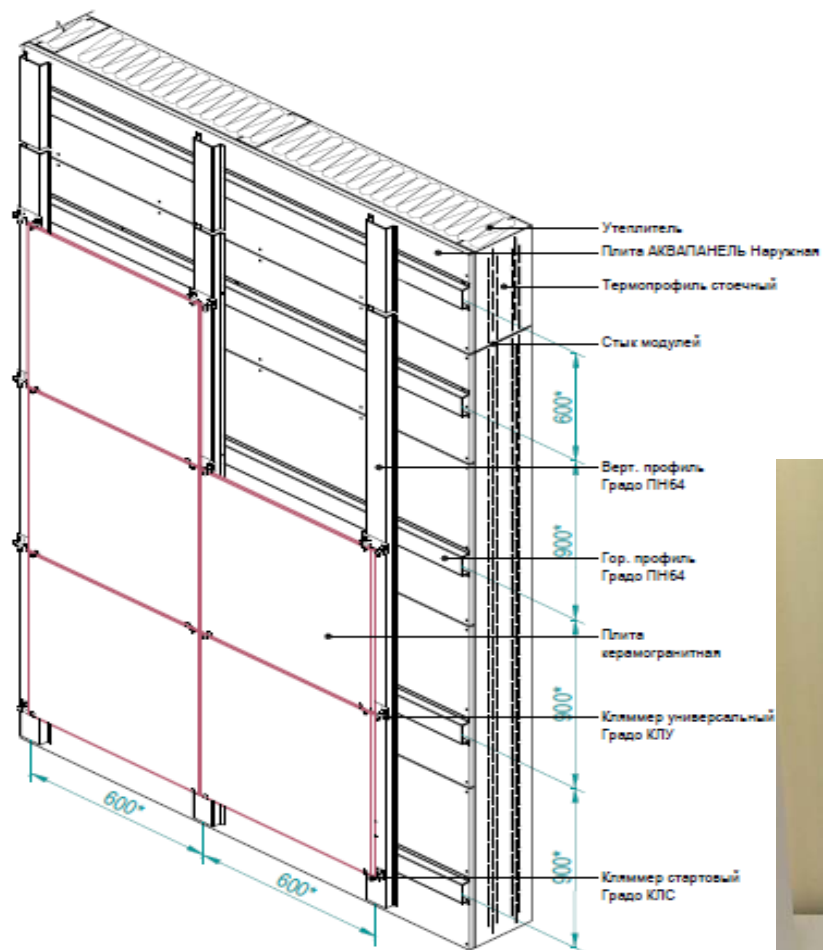 Утеплитель
Плита АКВАПАНЕЛЬ Наружная
Термопрофиль стоечный
Стык модулей
600*
Верт. профиль
Градо ПН64
900*
Гор. профиль
Градо ПН64
Плита
керамогранитная
900*
Кляммер универсальный
Градо КЛУ
600*
600*
900*
Кляммер стартовый
Градо КЛС